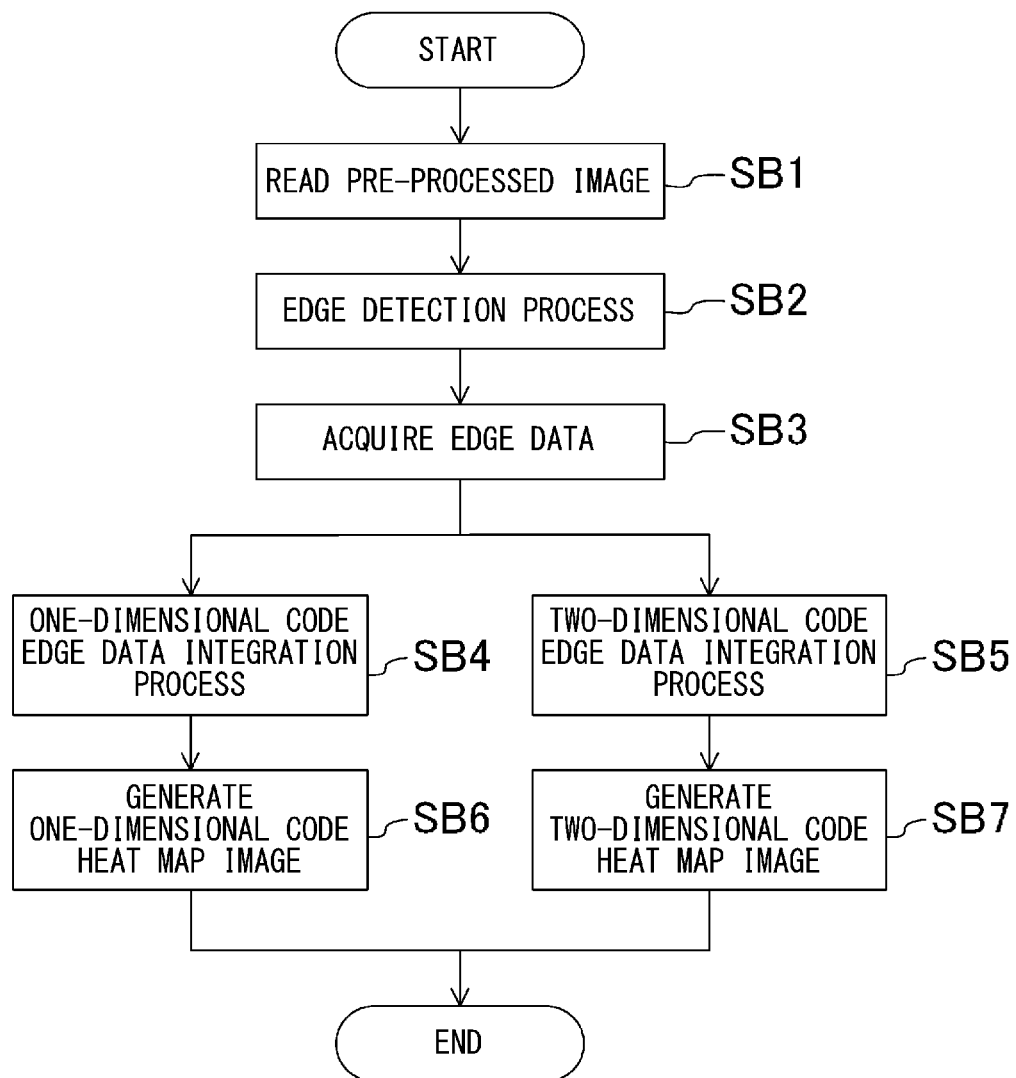 START
READ PRE-PROCESSED IMAGE
SB1
EDGE DETECTION PROCESS
SB2
ACQUIRE EDGE DATA
SB3
ONE-DIMENSIONAL CODE
EDGE DATA INTEGRATION
PROCESS
SB4
TWO-DIMENSIONAL CODE
EDGE DATA INTEGRATION
PROCESS
SB5
GENERATE
ONE-DIMENSIONAL CODE
HEAT MAP IMAGE
SB6
GENERATE
TWO-DIMENSIONAL CODE
HEAT MAP IMAGE
SB7
END